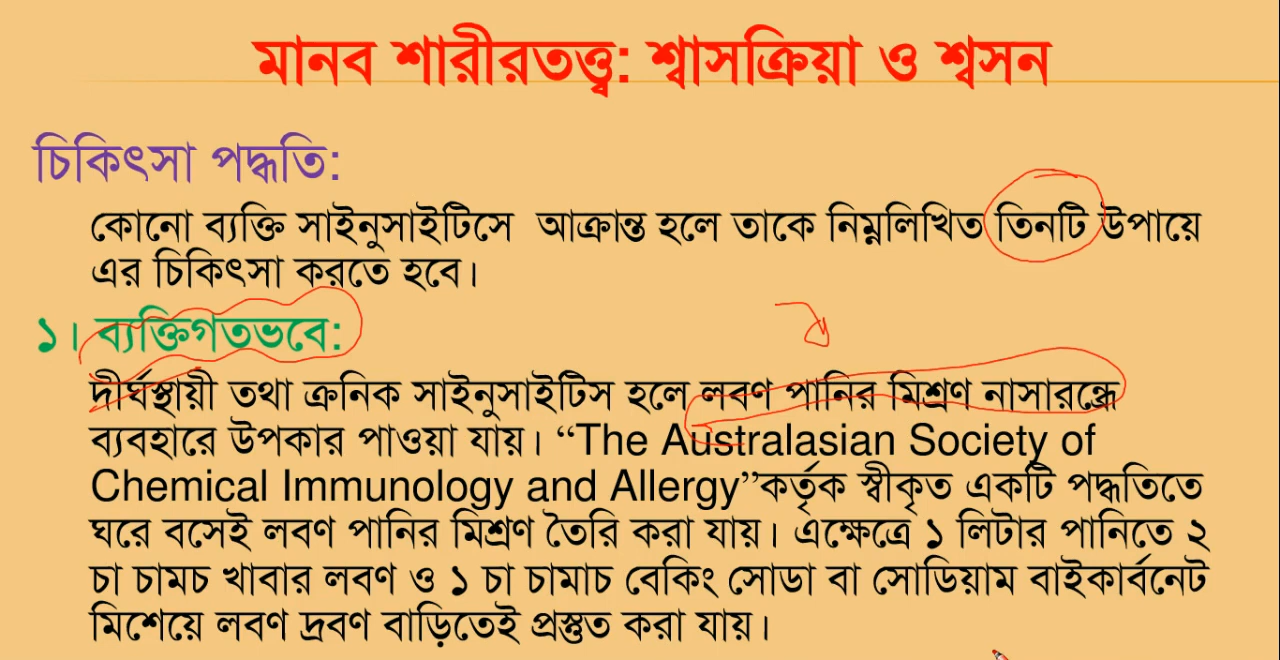 মানব শারীরতত্ত্ব: শ্বাসক্রিয়া ও শ্বসন
চিকিৎসা পদ্ধতি:
কোনো ব্যক্তি সাইনুসাইটিসে আক্রান্ত হলে তাকে নিম্নলিখিত তিনটি উপায়ে
এর চিকিৎসা করতে হবে।
১। ব্যক্তিগতভবে:
দীর্ঘস্থায়ী তথা ক্রনিক সাইনুসাইটিস হলে লবণ পানির মিশ্রণ নাসারন্ধ্রে
ব্যবহারে উপকার পাওয়া যায়। “The Australasian Society of
Chemical Immunology and Allergy”কর্তৃক স্বীকৃত একটি পদ্ধতিতে
ঘরে বসেই লবণ পানির মিশ্রণ তৈরি করা যায়। এক্ষেত্রে ১ লিটার পানিতে ২
চা চামচ খাবার লবণ ও ১ চা চামাচ বেকিং সোডা বা সোডিয়াম বাইকার্বনেট
মিশেয়ে লবণ দ্রবণ বাড়িতেই প্রস্তুত করা যায়।